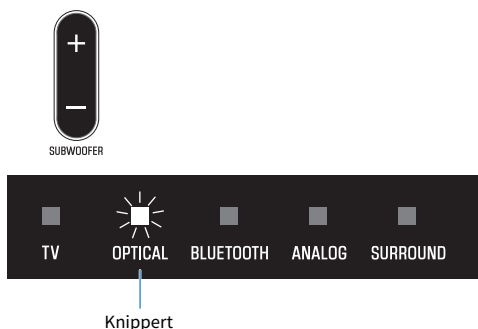 +
–
SUBWOOFER
TV OPTICAL BLUETOOTH ANALOG SURROUND
Knippert